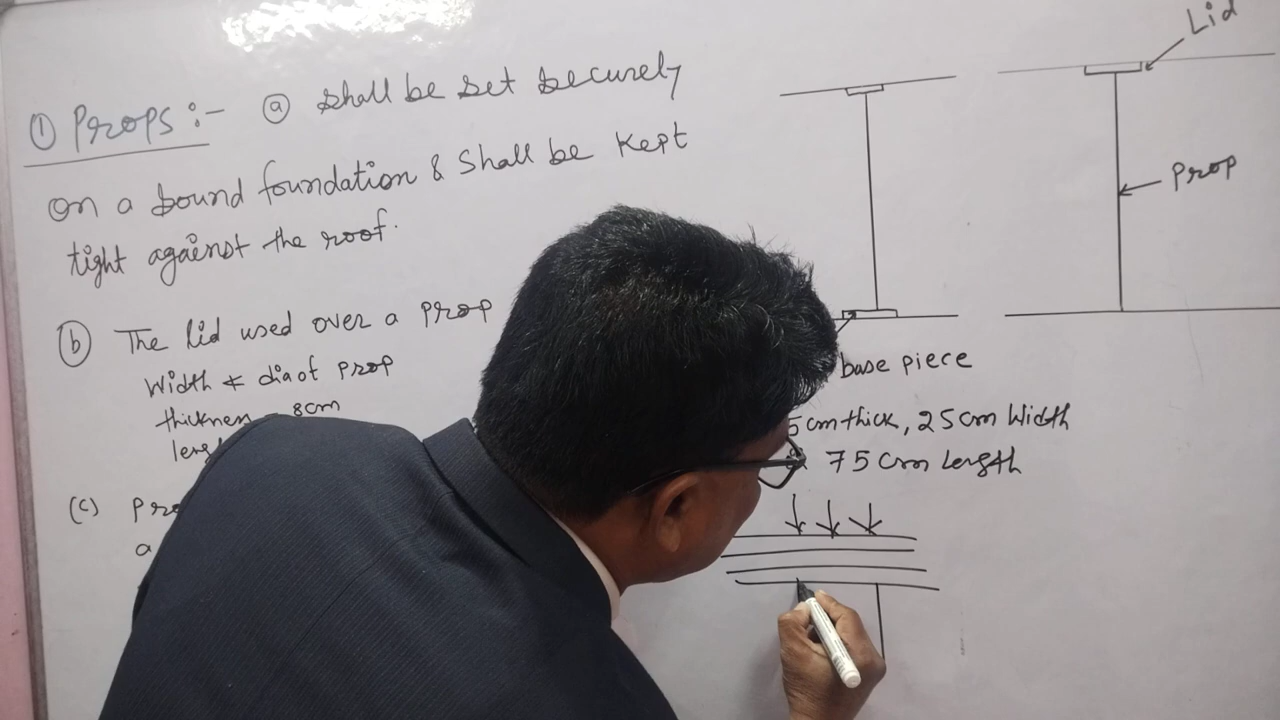 ① Props :- ⓐ Shall be set securely
on a sound foundation & Shall be kept
tight against the roof.
ⓑ The lid used over a prop
Width ≮ dia of prop
thickness 8cm
(c)
a
Lid
Prop
base piece
5 cm thick, 25 cm Width
75 Cm Length